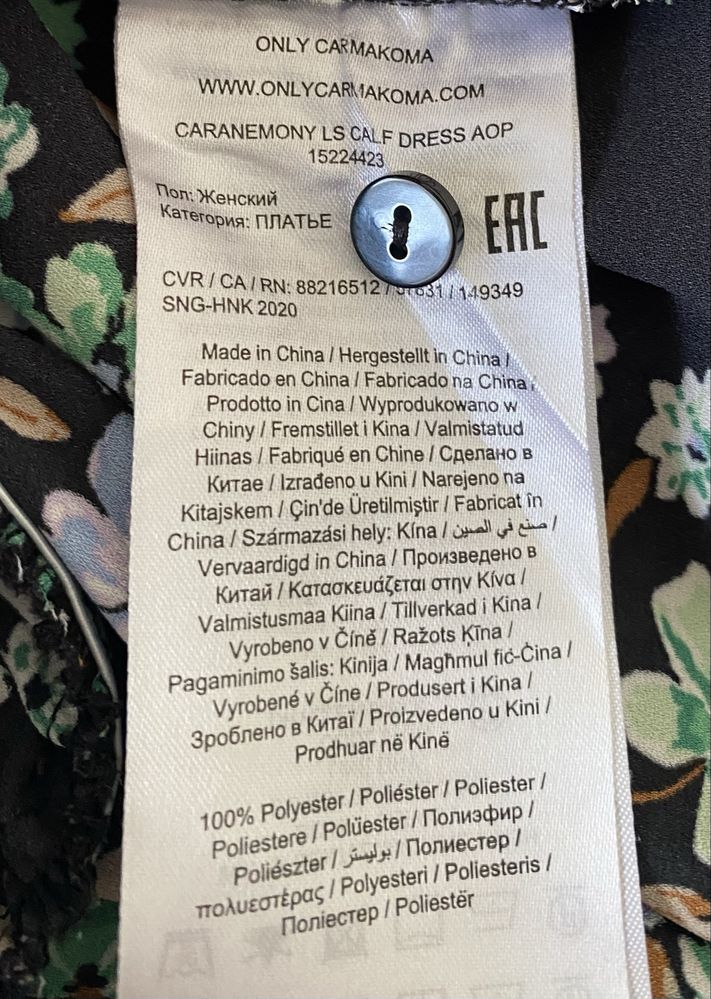 ONLY CARMAKOMA
WWW.ONLYCARMAKOMA.COM
CARANEMONY LS CALF DRESS AOP
15224423
Пол: Женский
Категория: ПЛАТЬЕ
EAC
CVR / CA / RN: 88216512 / / 149349
SNG-HNK 2020
Made in China / Hergestellt in China /
Fabricado en China / Fabricado na China /
Prodotto in Cina / Wyprodukowano w
Chiny / Fremstillet i Kina / Valmistatud
Hiinas / Fabriqué en Chine / Сделано в
Китае / Izrađeno u Kini / Narejeno na
Kitajskem / Çin'de Üretilmiştir / Fabricat în
China / Származási hely: Kína / صنع في الصين /
Vervaardigd in China / Произведено в
Китай / Κατασκευάζεται στην Κίνα /
Valmistusmaa Kiina / Tillverkad i Kina /
Vyrobeno v Číně / Ražots Ķīna /
Pagaminimo šalis: Kinija / Magħmul fiċ-Ċina /
Vyrobené v Číne / Produsert i Kina /
Зроблено в Китаї / Proizvedeno u Kini /
Prodhuar në Kinë
100% Polyester / Poliéster / Poliester /
Poliestere / Polüester / Полиэфир /
Poliészter / بوليستر / Полиестер /
πολυεστέρας / Polyesteri / Poliesteris /
Поліестер / Poliestër